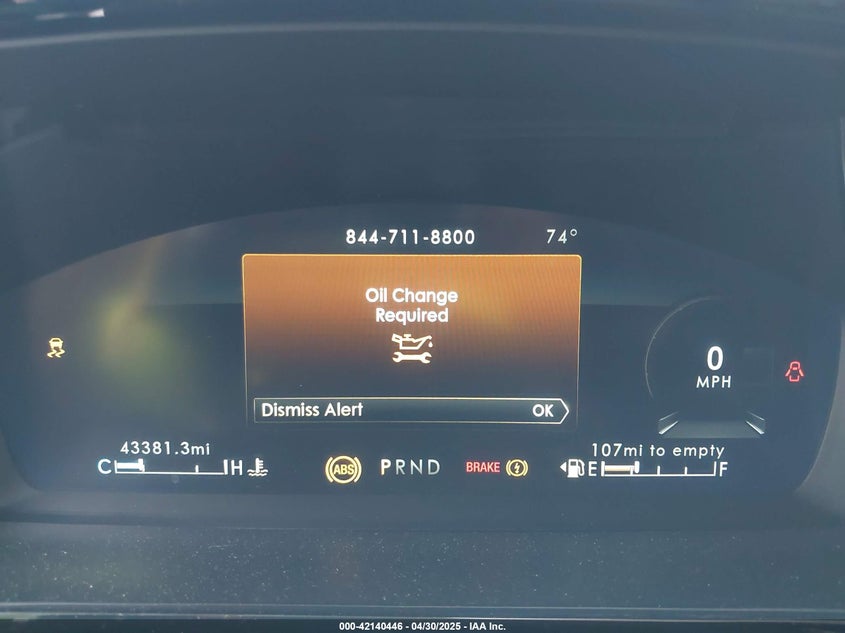 844-711-8800 74°
Oil Change
Required
0
MPH
Dismiss Alert OK
43381.3mi 107mi to empty
C H ABS PRND BRAKE E F
000-42140446 - 04/30/2025 - IAA Inc.